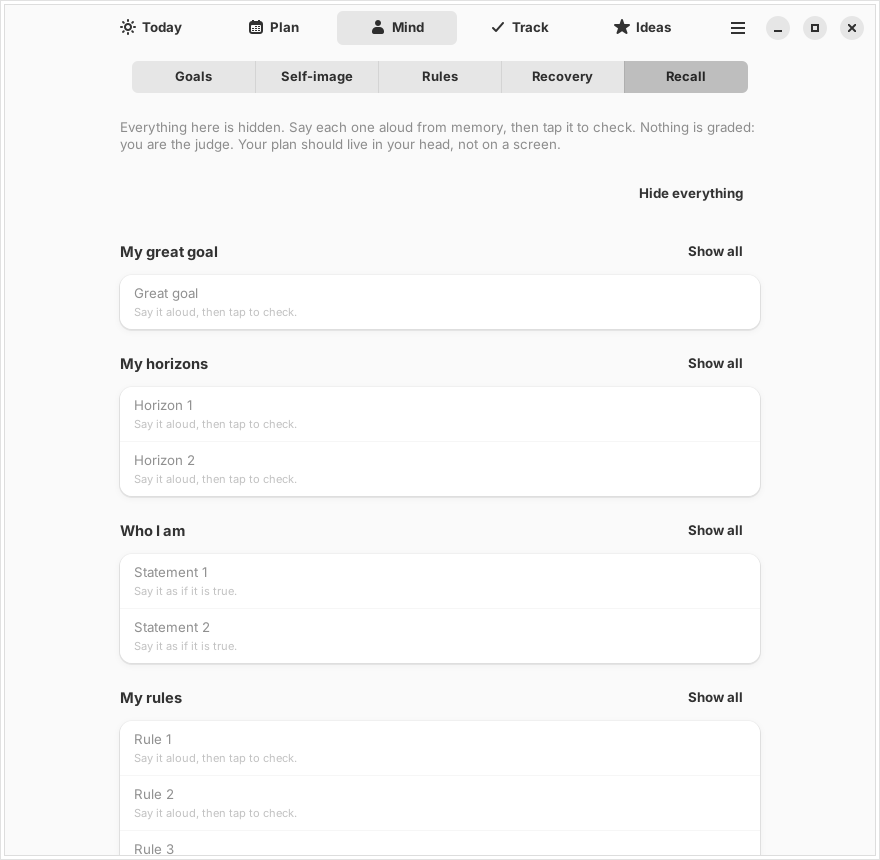 Today Plan Mind Track Ideas
Goals Self-image Rules Recovery Recall
Everything here is hidden. Say each one aloud from memory, then tap it to check. Nothing is graded:
you are the judge. Your plan should live in your head, not on a screen.
Hide everything
My great goal Show all
Great goal
Say it aloud, then tap to check.
My horizons Show all
Horizon 1
Say it aloud, then tap to check.
Horizon 2
Say it aloud, then tap to check.
Who I am Show all
Statement 1
Say it as if it is true.
Statement 2
Say it as if it is true.
My rules Show all
Rule 1
Say it aloud, then tap to check.
Rule 2
Say it aloud, then tap to check.
Rule 3